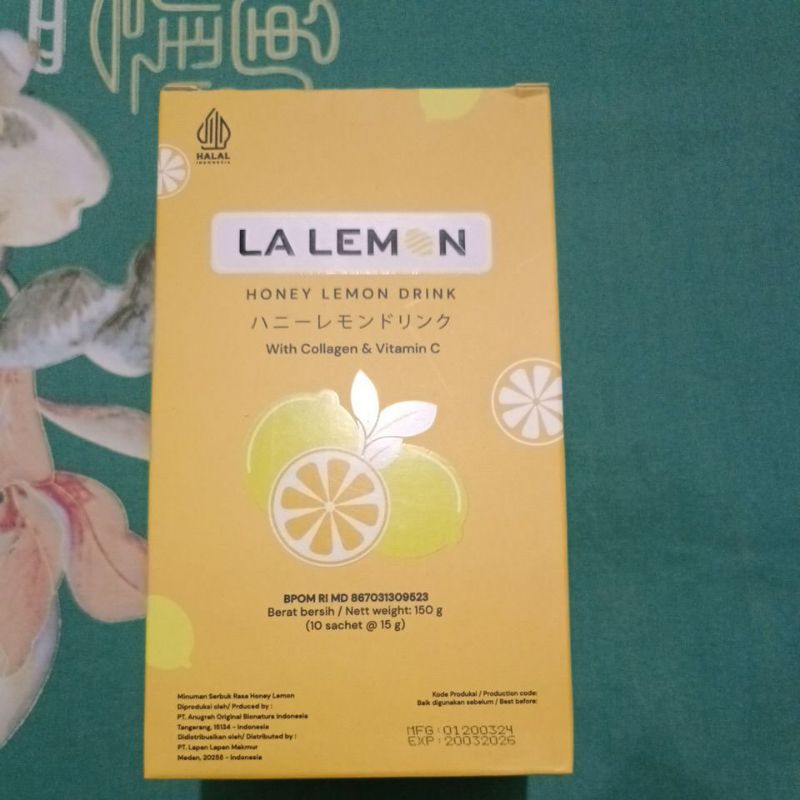 HALAL
INDONESIA
LA LEMON
HONEY LEMON DRINK
ハニーレモンドリンク
With Collagen & Vitamin C
BPOM RI MD 867031309523
Berat bersih / Nett weight: 150 g
(10 sachet @ 15 g)
Minuman Serbuk Rasa Honey Lemon
Diproduksi oleh/ Prduced by :
PT. Anugrah Original Bionatura Indonesia
Tangerang, 15134 - Indonesia
Didistribusikan oleh/ Distributed by :
PT. Lapan Lapan Makmur
Medan, 20256 - Indonesia
Kode Produksi / Production code:
Baik digunakan sebelum / Best before:
MFG : 01200324
EXP : 20032026